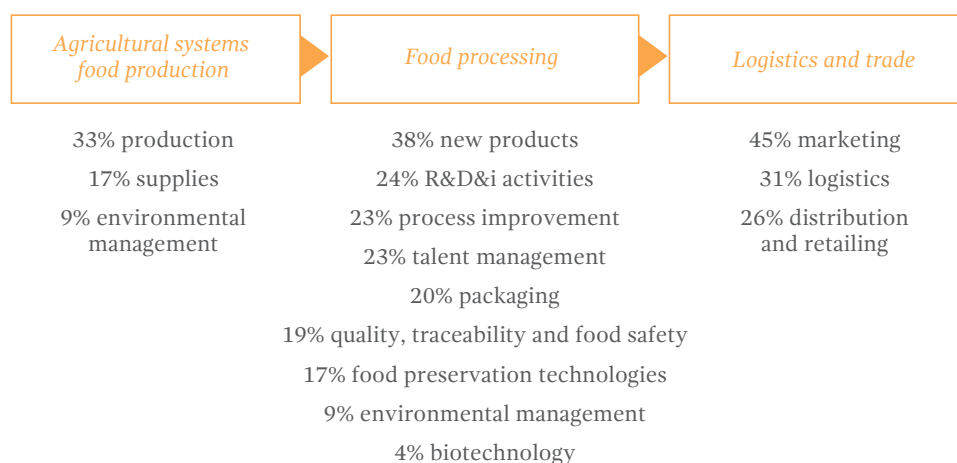 Agricultural systems
food production
Food processing
Logistics and trade
33% production
17% supplies
9% environmental
management
38% new products
24% R&D&i activities
23% process improvement
23% talent management
20% packaging
19% quality, traceability and food safety
17% food preservation technologies
9% environmental management
4% biotechnology
45% marketing
31% logistics
26% distribution
and retailing